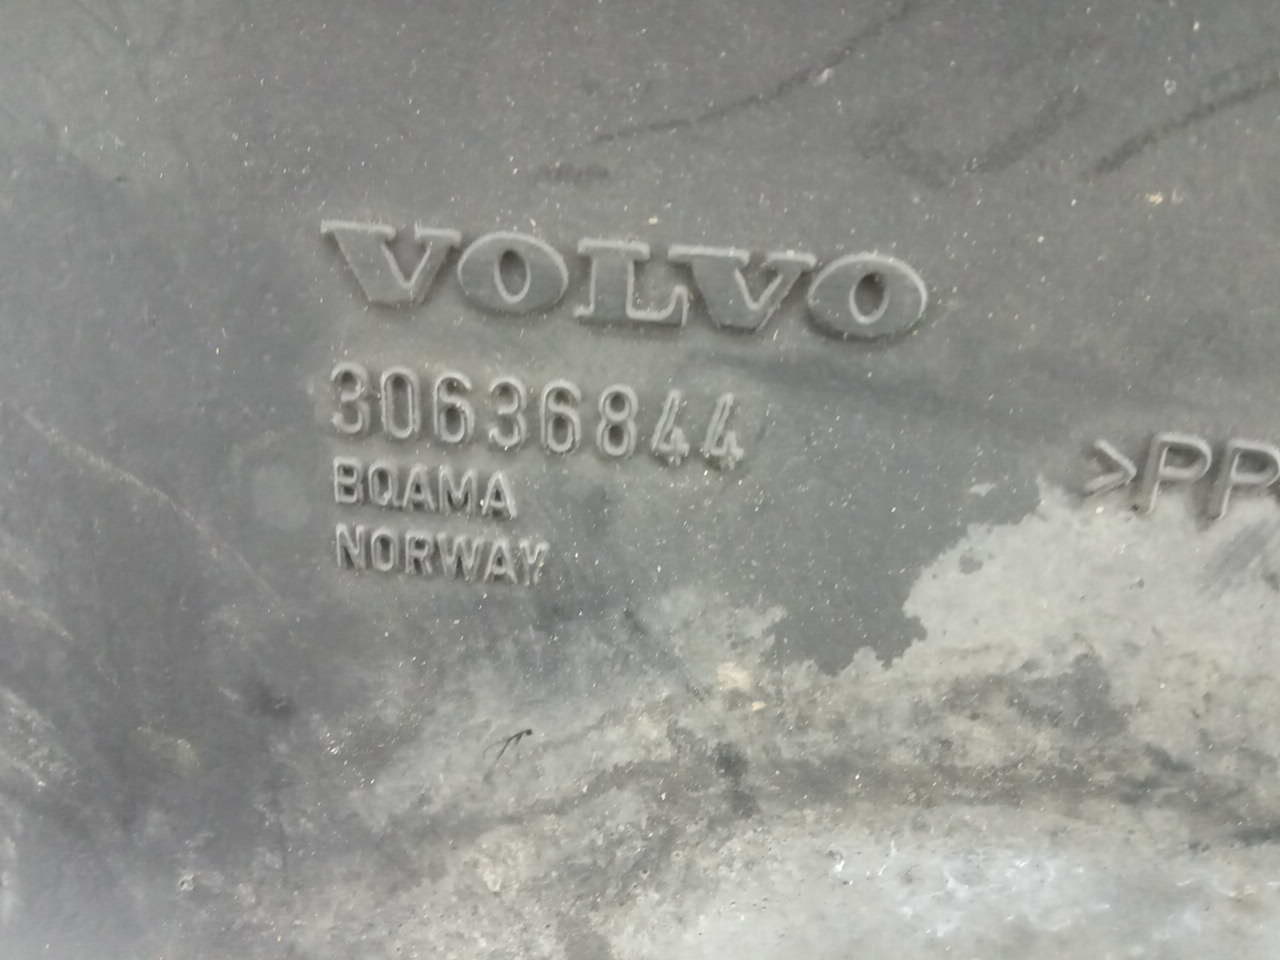 VOLVO
30636844
BQAMA
NORWAY
>PP